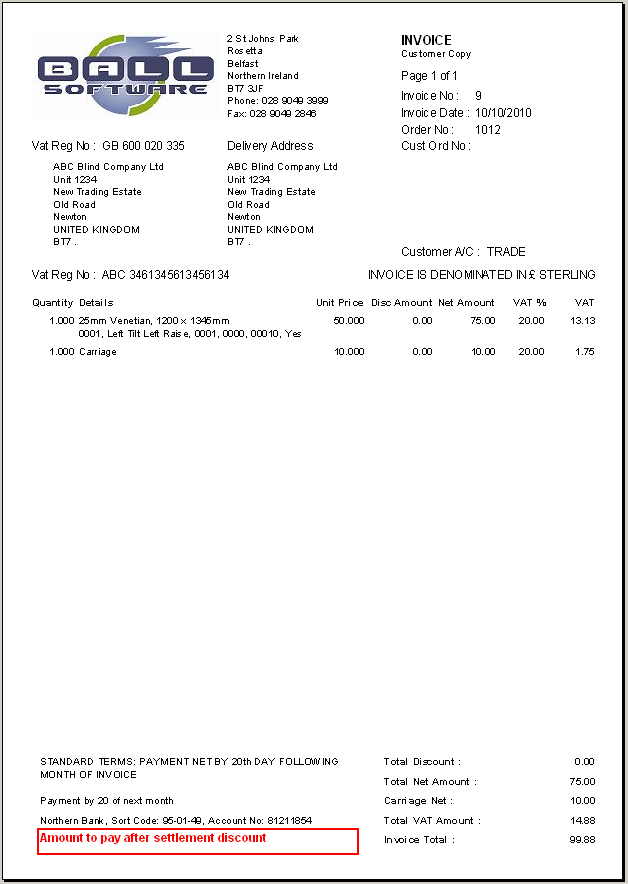 BALL
SOFTWARE
2 St Johns Park
Rosetta
Belfast
Northern Ireland
BT7 3JF
Phone: 028 9049 3999
Fax: 028 9049 2846
INVOICE
Customer Copy
Page 1 of 1
Invoice No : 9
Invoice Date : 10/10/2010
Order No : 1012
Cust Ord No :
Vat Reg No : GB 600 020 335
Delivery Address
ABC Blind Company Ltd
Unit 1234
New Trading Estate
Old Road
Newton
UNITED KINGDOM
BT7 .
ABC Blind Company Ltd
Unit 1234
New Trading Estate
Old Road
Newton
UNITED KINGDOM
BT7 .
Customer A/C : TRADE
Vat Reg No : ABC 3461345613456134
INVOICE IS DENOMINATED IN £ STERLING
Quantity Details Unit Price Disc Amount Net Amount VAT % VAT
1.000 25mm Venetian, 1200 x 1345mm 50.000 0.00 75.00 20.00 13.13
0001, Left Tilt Left Raise, 0001, 0000, 00010, Yes
1.000 Carriage 10.000 0.00 10.00 20.00 1.75
STANDARD TERMS: PAYMENT NET BY 20th DAY FOLLOWING
MONTH OF INVOICE
Payment by 20 of next month
Northern Bank, Sort Code: 95-01-49, Account No: 81211854
Amount to pay after settlement discount
Total Discount : 0.00
Total Net Amount : 75.00
Carriage Net : 10.00
Total VAT Amount : 14.88
Invoice Total : 99.88